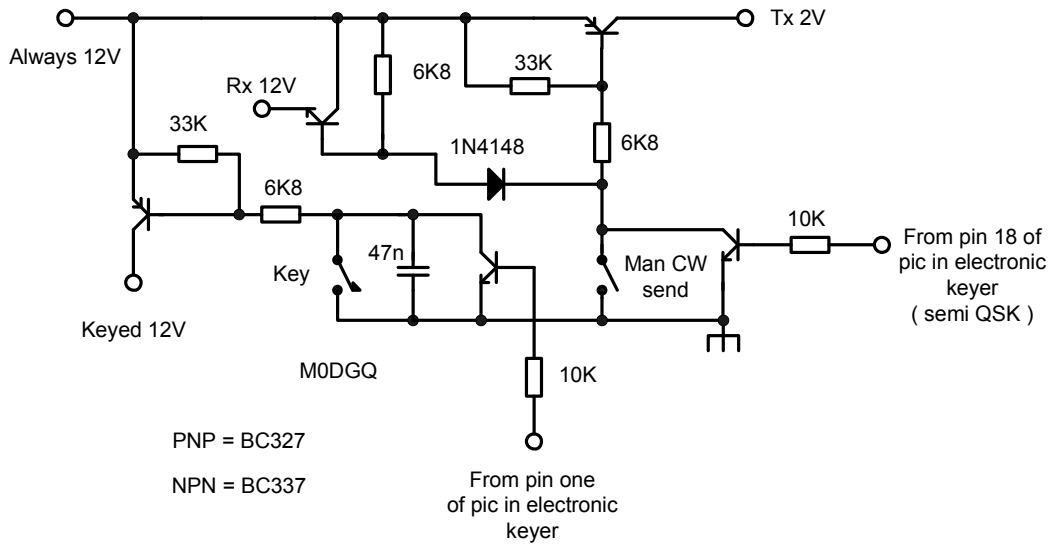 Tx 2V
Always 12V
6K8
33K
Rx 12V
33K
1N4148
6K8
6K8
10K
From pin 18 of
pic in electronic
keyer
( semi QSK )
47n
Key
Man CW
send
Keyed 12V
M0DGQ
10K
PNP = BC327
NPN = BC337
From pin one
of pic in electronic
keyer